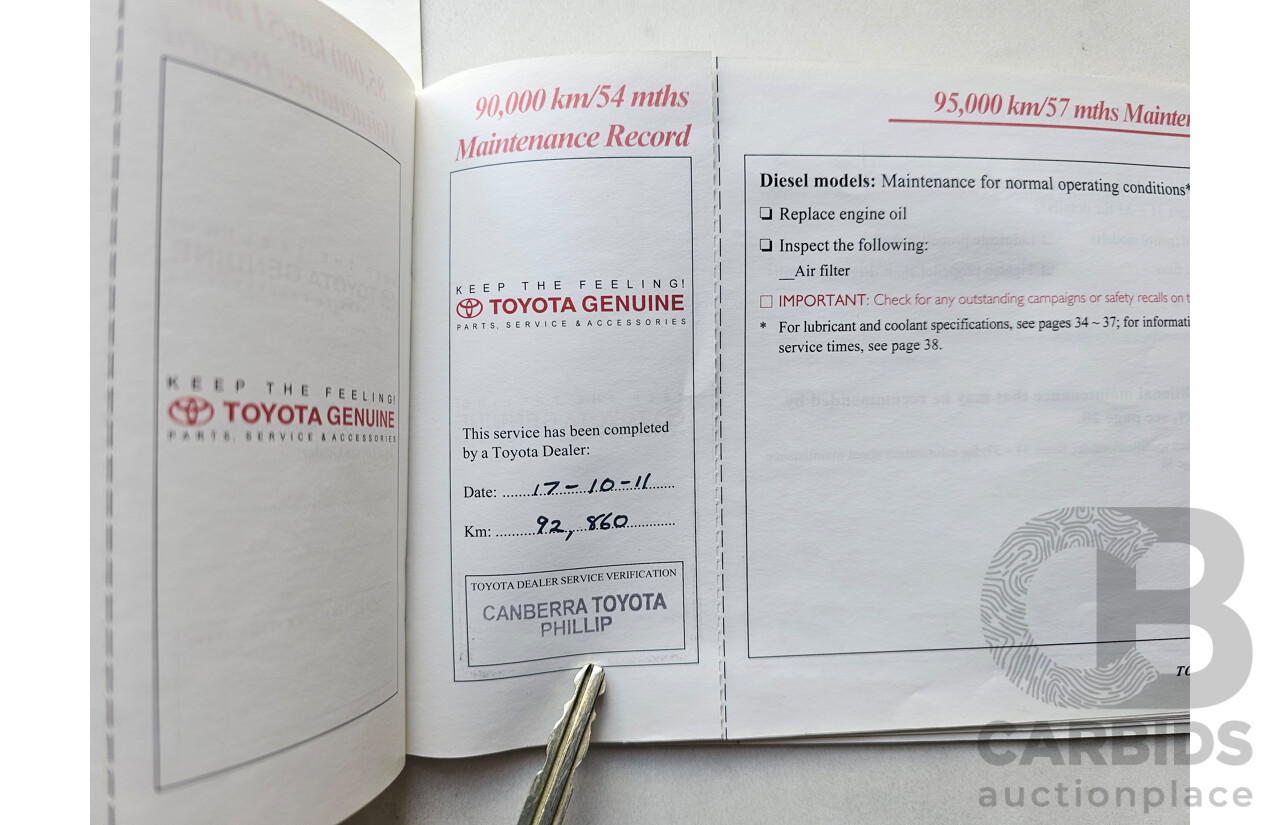 KEEP THE FEELING!
TOYOTA GENUINE
PARTS, SERVICE & ACCESSORIES
90,000 km/54 mths
Maintenance Record
KEEP THE FEELING!
TOYOTA GENUINE
PARTS, SERVICE & ACCESSORIES
This service has been completed
by a Toyota Dealer:
Date: 17-10-11
Km: 92,860
TOYOTA DEALER SERVICE VERIFICATION
CANBERRA TOYOTA
PHILLIP
95,000 km/57 mths Mainte
Diesel models: Maintenance for normal operating conditions*
❑ Replace engine oil
❑ Inspect the following:
__Air filter
☐ IMPORTANT: Check for any outstanding campaigns or safety recalls on
* For lubricant and coolant specifications, see pages 34 ~ 37; for informati
service times, see page 38.
CB
CARBIDS
auctionplace